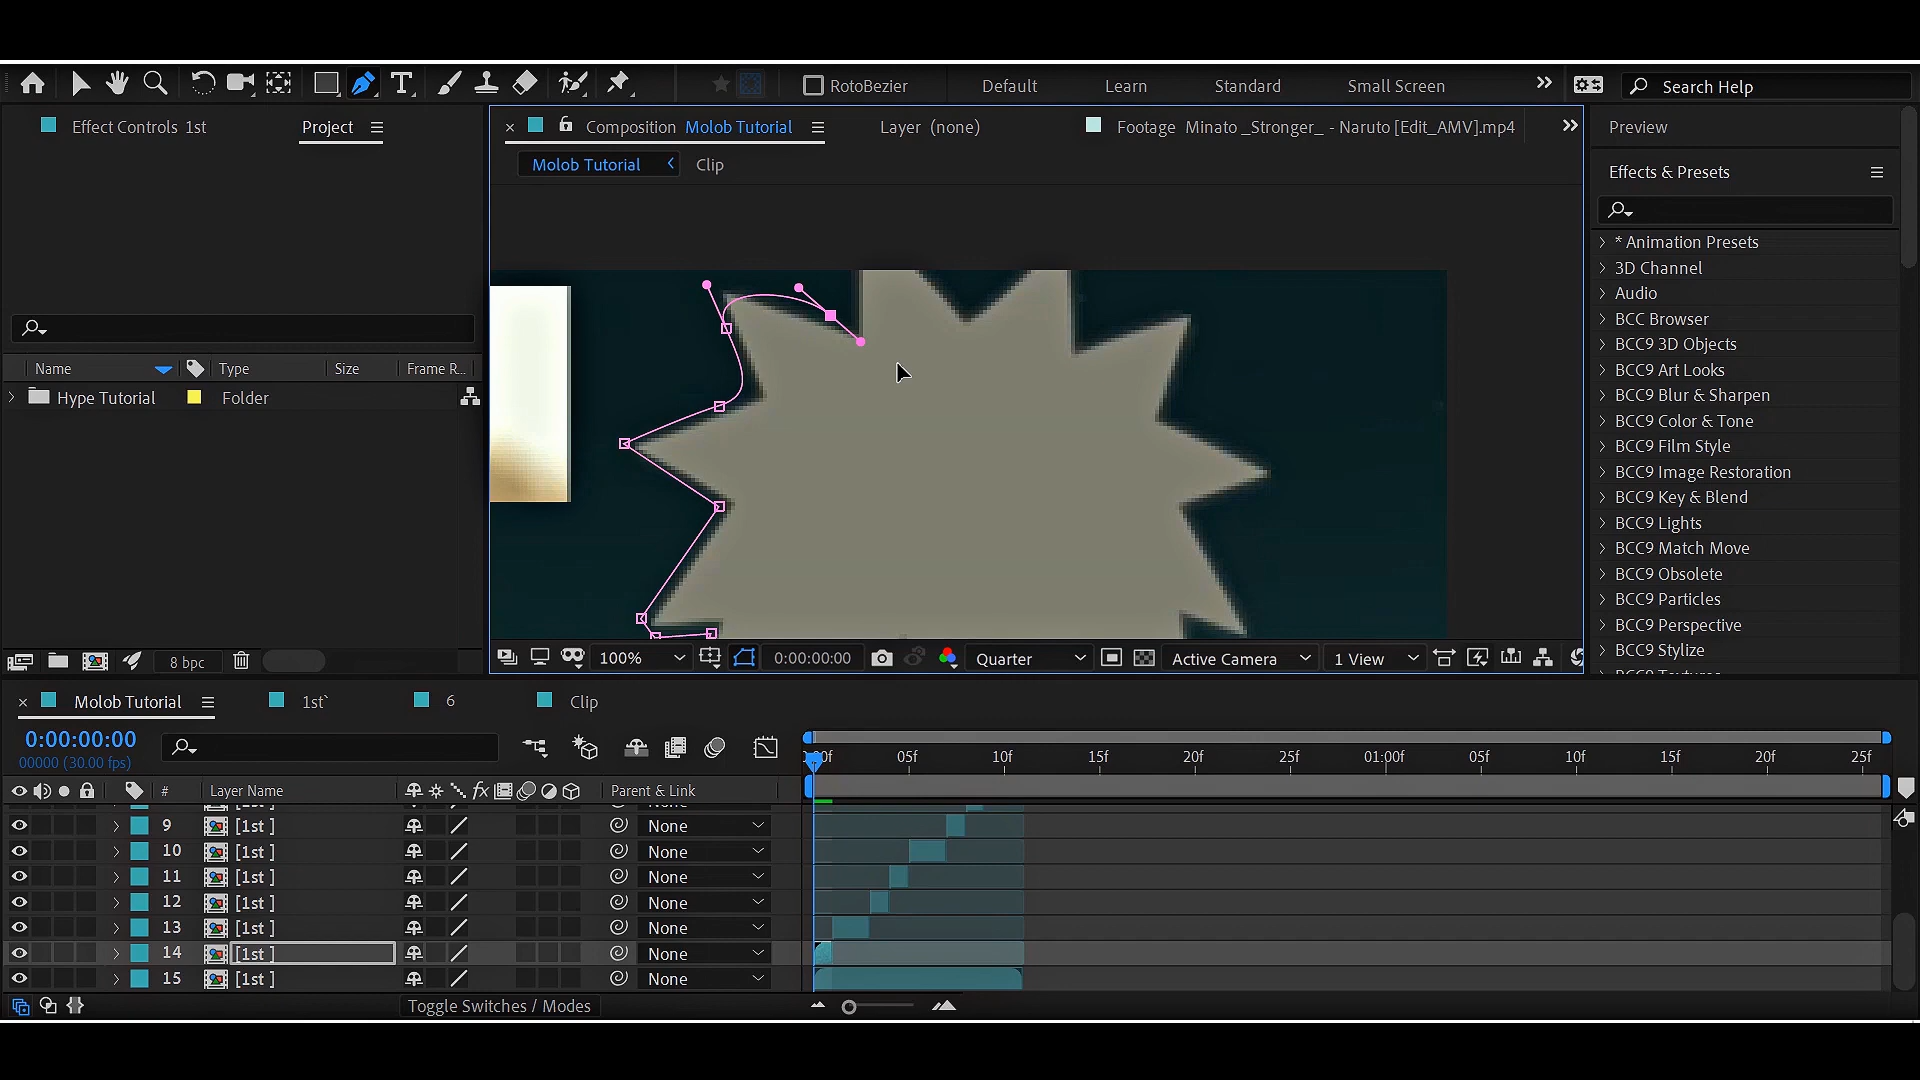 RotoBezier
Default
Learn
Standard
Small Screen
Search Help
Effect Controls 1st
Project
Composition Molob Tutorial
Layer (none)
Footage Minato _Stronger_ - Naruto [Edit_AMV].mp4
Preview
Molob Tutorial
Clip
Effects & Presets
* Animation Presets
3D Channel
Audio
BCC Browser
BCC9 3D Objects
BCC9 Art Looks
BCC9 Blur & Sharpen
BCC9 Color & Tone
BCC9 Film Style
BCC9 Image Restoration
BCC9 Key & Blend
BCC9 Lights
BCC9 Match Move
BCC9 Obsolete
BCC9 Particles
BCC9 Perspective
BCC9 Stylize
Name Type Size Frame R...
Hype Tutorial Folder
8 bpc
100% 0:00:00:00 Quarter Active Camera 1 View
Molob Tutorial 1st` 6 Clip
0:00:00:00
00000 (30.00 fps)
05f 10f 15f 20f 25f 01:00f 05f 10f 15f 20f 25f
# Layer Name fx Parent & Link
9 [1st ] None
10 [1st ] None
11 [1st ] None
12 [1st ] None
13 [1st ] None
14 [1st ] None
15 [1st ] None
Toggle Switches / Modes